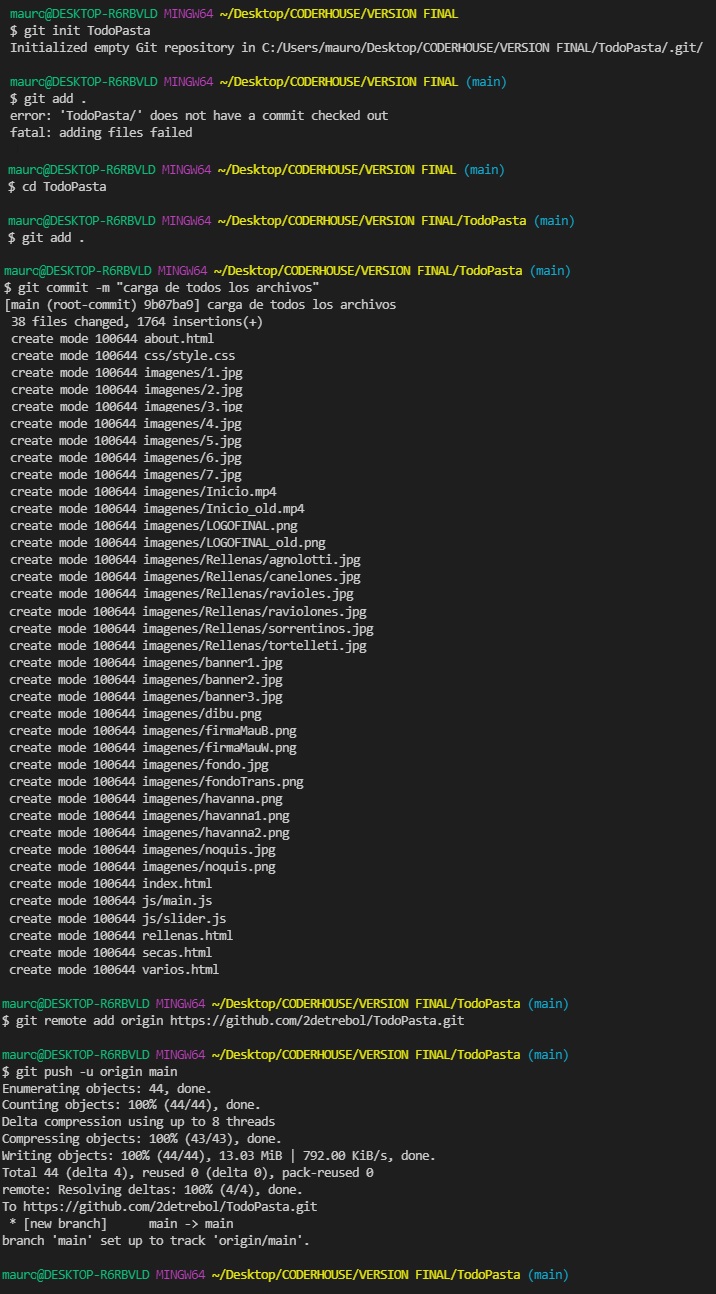 mauro@DESKTOP-R6RBVLD MINGW64 ~/Desktop/CODERHOUSE/VERSION FINAL
$ git init TodoPasta
Initialized empty Git repository in C:/Users/mauro/Desktop/CODERHOUSE/VERSION FINAL/TodoPasta/.git/
mauro@DESKTOP-R6RBVLD MINGW64 ~/Desktop/CODERHOUSE/VERSION FINAL (main)
$ git add .
error: 'TodoPasta/' does not have a commit checked out
fatal: adding files failed
mauro@DESKTOP-R6RBVLD MINGW64 ~/Desktop/CODERHOUSE/VERSION FINAL (main)
$ cd TodoPasta
mauro@DESKTOP-R6RBVLD MINGW64 ~/Desktop/CODERHOUSE/VERSION FINAL/TodoPasta (main)
$ git add .
mauro@DESKTOP-R6RBVLD MINGW64 ~/Desktop/CODERHOUSE/VERSION FINAL/TodoPasta (main)
$ git commit -m "carga de todos los archivos"
[main (root-commit) 9b07ba9] carga de todos los archivos
38 files changed, 1764 insertions(+)
create mode 100644 about.html
create mode 100644 css/style.css
create mode 100644 imagenes/1.jpg
create mode 100644 imagenes/2.jpg
create mode 100644 imagenes/3.jpg
create mode 100644 imagenes/4.jpg
create mode 100644 imagenes/5.jpg
create mode 100644 imagenes/6.jpg
create mode 100644 imagenes/7.jpg
create mode 100644 imagenes/Inicio.mp4
create mode 100644 imagenes/Inicio_old.mp4
create mode 100644 imagenes/LOGOFINAL.png
create mode 100644 imagenes/LOGOFINAL_old.png
create mode 100644 imagenes/Rellenas/agnolotti.jpg
create mode 100644 imagenes/Rellenas/canelones.jpg
create mode 100644 imagenes/Rellenas/ravioles.jpg
create mode 100644 imagenes/Rellenas/raviolones.jpg
create mode 100644 imagenes/Rellenas/sorrentinos.jpg
create mode 100644 imagenes/Rellenas/tortelleti.jpg
create mode 100644 imagenes/banner1.jpg
create mode 100644 imagenes/banner2.jpg
create mode 100644 imagenes/banner3.jpg
create mode 100644 imagenes/dibu.png
create mode 100644 imagenes/firmaMauB.png
create mode 100644 imagenes/firmaMauW.png
create mode 100644 imagenes/fondo.jpg
create mode 100644 imagenes/fondoTrans.png
create mode 100644 imagenes/havanna.png
create mode 100644 imagenes/havanna1.png
create mode 100644 imagenes/havanna2.png
create mode 100644 imagenes/noquis.jpg
create mode 100644 imagenes/noquis.png
create mode 100644 index.html
create mode 100644 js/main.js
create mode 100644 js/slider.js
create mode 100644 rellenas.html
create mode 100644 secas.html
create mode 100644 varios.html
mauro@DESKTOP-R6RBVLD MINGW64 ~/Desktop/CODERHOUSE/VERSION FINAL/TodoPasta (main)
$ git remote add origin https://github.com/2detrebol/TodoPasta.git
mauro@DESKTOP-R6RBVLD MINGW64 ~/Desktop/CODERHOUSE/VERSION FINAL/TodoPasta (main)
$ git push -u origin main
Enumerating objects: 44, done.
Counting objects: 100% (44/44), done.
Delta compression using up to 8 threads
Compressing objects: 100% (43/43), done.
Writing objects: 100% (44/44), 13.03 MiB | 792.00 KiB/s, done.
Total 44 (delta 4), reused 0 (delta 0), pack-reused 0
remote: Resolving deltas: 100% (4/4), done.
To https://github.com/2detrebol/TodoPasta.git
* [new branch]      main -> main
branch 'main' set up to track 'origin/main'.
mauro@DESKTOP-R6RBVLD MINGW64 ~/Desktop/CODERHOUSE/VERSION FINAL/TodoPasta (main)